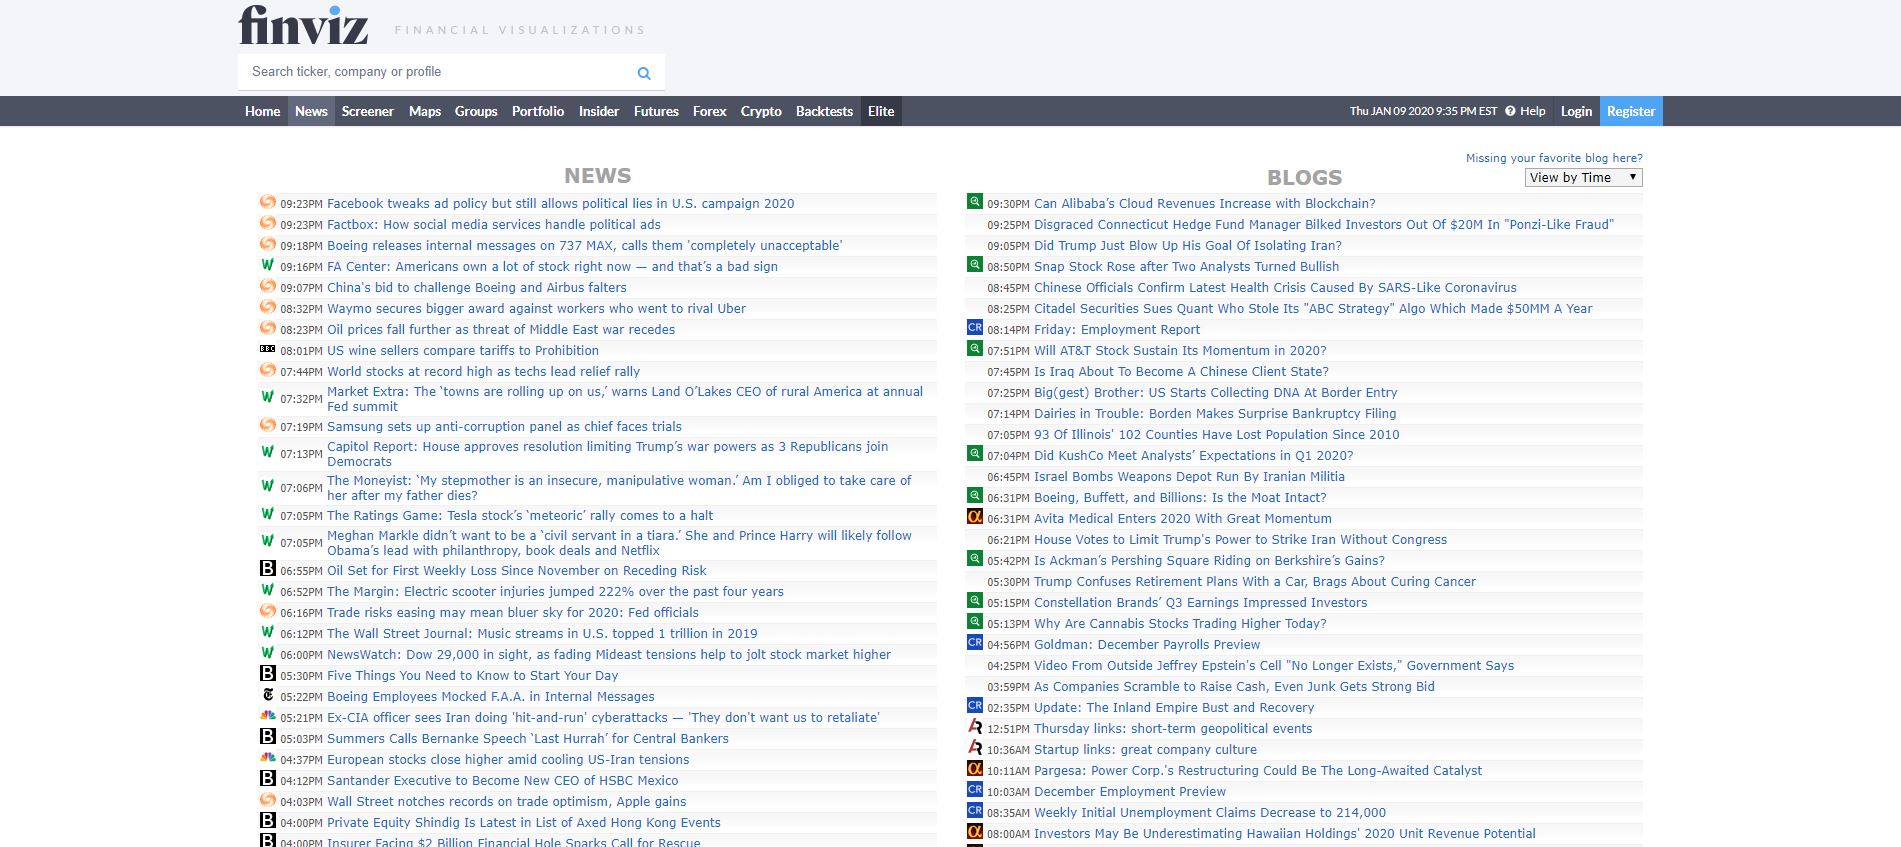 finviz FINANCIAL VISUALIZATIONS
Search ticker, company or profile
Home News Screener Maps Groups Portfolio Insider Futures Forex Crypto Backtests Elite Thu JAN 09 2020 9:35 PM EST Help Login Register
Missing your favorite blog here?
View by Time
NEWS
09:23PM Facebook tweaks ad policy but still allows political lies in U.S. campaign 2020
09:23PM Factbox: How social media services handle political ads
09:18PM Boeing releases internal messages on 737 MAX, calls them 'completely unacceptable'
W 09:16PM FA Center: Americans own a lot of stock right now — and that’s a bad sign
09:07PM China's bid to challenge Boeing and Airbus falters
08:32PM Waymo secures bigger award against workers who went to rival Uber
08:23PM Oil prices fall further as threat of Middle East war recedes
BBC 08:01PM US wine sellers compare tariffs to Prohibition
07:44PM World stocks at record high as techs lead relief rally
W 07:32PM Market Extra: The ‘towns are rolling up on us,’ warns Land O’Lakes CEO of rural America at annual
Fed summit
07:19PM Samsung sets up anti-corruption panel as chief faces trials
W 07:13PM Capitol Report: House approves resolution limiting Trump’s war powers as 3 Republicans join
Democrats
W 07:06PM The Moneyist: ‘My stepmother is an insecure, manipulative woman.’ Am I obliged to take care of
her after my father dies?
W 07:05PM The Ratings Game: Tesla stock’s ‘meteoric’ rally comes to a halt
W 07:05PM Meghan Markle didn’t want to be a ‘civil servant in a tiara.’ She and Prince Harry will likely follow
Obama’s lead with philanthropy, book deals and Netflix
B 06:55PM Oil Set for First Weekly Loss Since November on Receding Risk
W 06:52PM The Margin: Electric scooter injuries jumped 222% over the past four years
06:16PM Trade risks easing may mean bluer sky for 2020: Fed officials
W 06:12PM The Wall Street Journal: Music streams in U.S. topped 1 trillion in 2019
W 06:00PM NewsWatch: Dow 29,000 in sight, as fading Mideast tensions help to jolt stock market higher
B 05:30PM Five Things You Need to Know to Start Your Day
T 05:22PM Boeing Employees Mocked F.A.A. in Internal Messages
05:21PM Ex-CIA officer sees Iran doing 'hit-and-run' cyberattacks — 'They don't want us to retaliate'
B 05:03PM Summers Calls Bernanke Speech ‘Last Hurrah’ for Central Bankers
04:37PM European stocks close higher amid cooling US-Iran tensions
B 04:12PM Santander Executive to Become New CEO of HSBC Mexico
04:03PM Wall Street notches records on trade optimism, Apple gains
B 04:00PM Private Equity Shindig Is Latest in List of Axed Hong Kong Events
B 04:00PM Insurer Facing $2 Billion Financial Hole Sparks Call for Rescue
BLOGS
09:30PM Can Alibaba’s Cloud Revenues Increase with Blockchain?
09:25PM Disgraced Connecticut Hedge Fund Manager Bilked Investors Out Of $20M In "Ponzi-Like Fraud"
09:05PM Did Trump Just Blow Up His Goal Of Isolating Iran?
08:50PM Snap Stock Rose after Two Analysts Turned Bullish
08:45PM Chinese Officials Confirm Latest Health Crisis Caused By SARS-Like Coronavirus
08:25PM Citadel Securities Sues Quant Who Stole Its "ABC Strategy" Algo Which Made $50MM A Year
CR 08:14PM Friday: Employment Report
07:51PM Will AT&T Stock Sustain Its Momentum in 2020?
07:45PM Is Iraq About To Become A Chinese Client State?
07:25PM Big(gest) Brother: US Starts Collecting DNA At Border Entry
07:14PM Dairies in Trouble: Borden Makes Surprise Bankruptcy Filing
07:05PM 93 Of Illinois' 102 Counties Have Lost Population Since 2010
07:04PM Did KushCo Meet Analysts’ Expectations in Q1 2020?
06:45PM Israel Bombs Weapons Depot Run By Iranian Militia
06:31PM Boeing, Buffett, and Billions: Is the Moat Intact?
α 06:31PM Avita Medical Enters 2020 With Great Momentum
06:21PM House Votes to Limit Trump's Power to Strike Iran Without Congress
05:42PM Is Ackman’s Pershing Square Riding on Berkshire’s Gains?
05:30PM Trump Confuses Retirement Plans With a Car, Brags About Curing Cancer
05:15PM Constellation Brands’ Q3 Earnings Impressed Investors
05:13PM Why Are Cannabis Stocks Trading Higher Today?
CR 04:56PM Goldman: December Payrolls Preview
04:25PM Video From Outside Jeffrey Epstein's Cell "No Longer Exists," Government Says
03:59PM As Companies Scramble to Raise Cash, Even Junk Gets Strong Bid
CR 02:35PM Update: The Inland Empire Bust and Recovery
AR 12:51PM Thursday links: short-term geopolitical events
AR 10:36AM Startup links: great company culture
α 10:11AM Pargesa: Power Corp.'s Restructuring Could Be The Long-Awaited Catalyst
CR 10:03AM December Employment Preview
CR 08:35AM Weekly Initial Unemployment Claims Decrease to 214,000
α 08:00AM Investors May Be Underestimating Hawaiian Holdings' 2020 Unit Revenue Potential